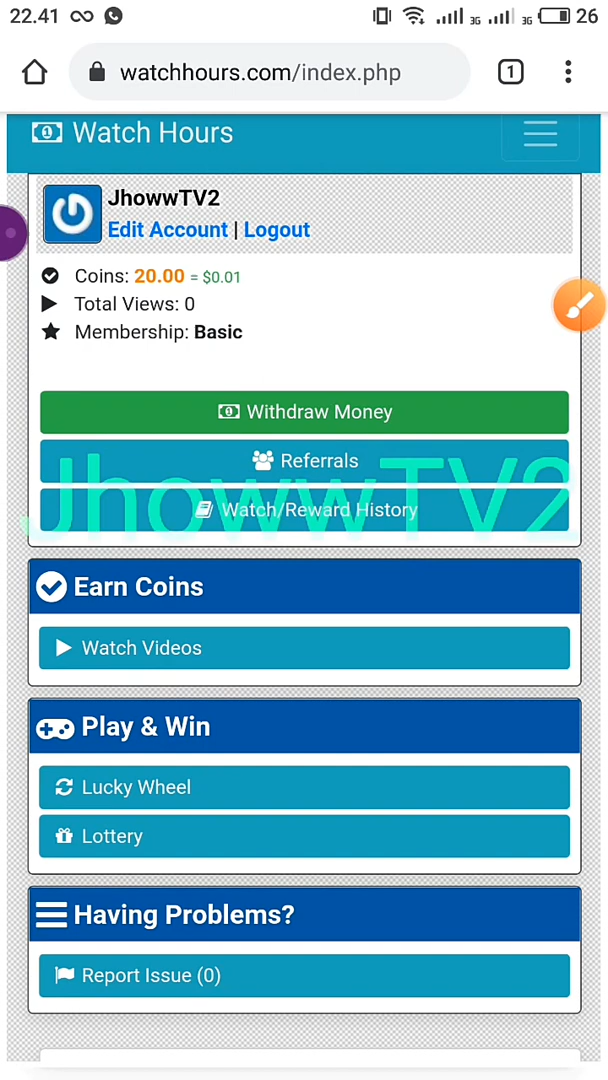 22.41 3G 3G 26
watchhours.com/index.php 1
Watch Hours
JhowwTV2
Edit Account | Logout
Coins: 20.00 = $0.01
Total Views: 0
Membership: Basic
Withdraw Money
Referrals
JhowwTV2
Watch/Reward History
Earn Coins
Watch Videos
Play & Win
Lucky Wheel
Lottery
Having Problems?
Report Issue (0)